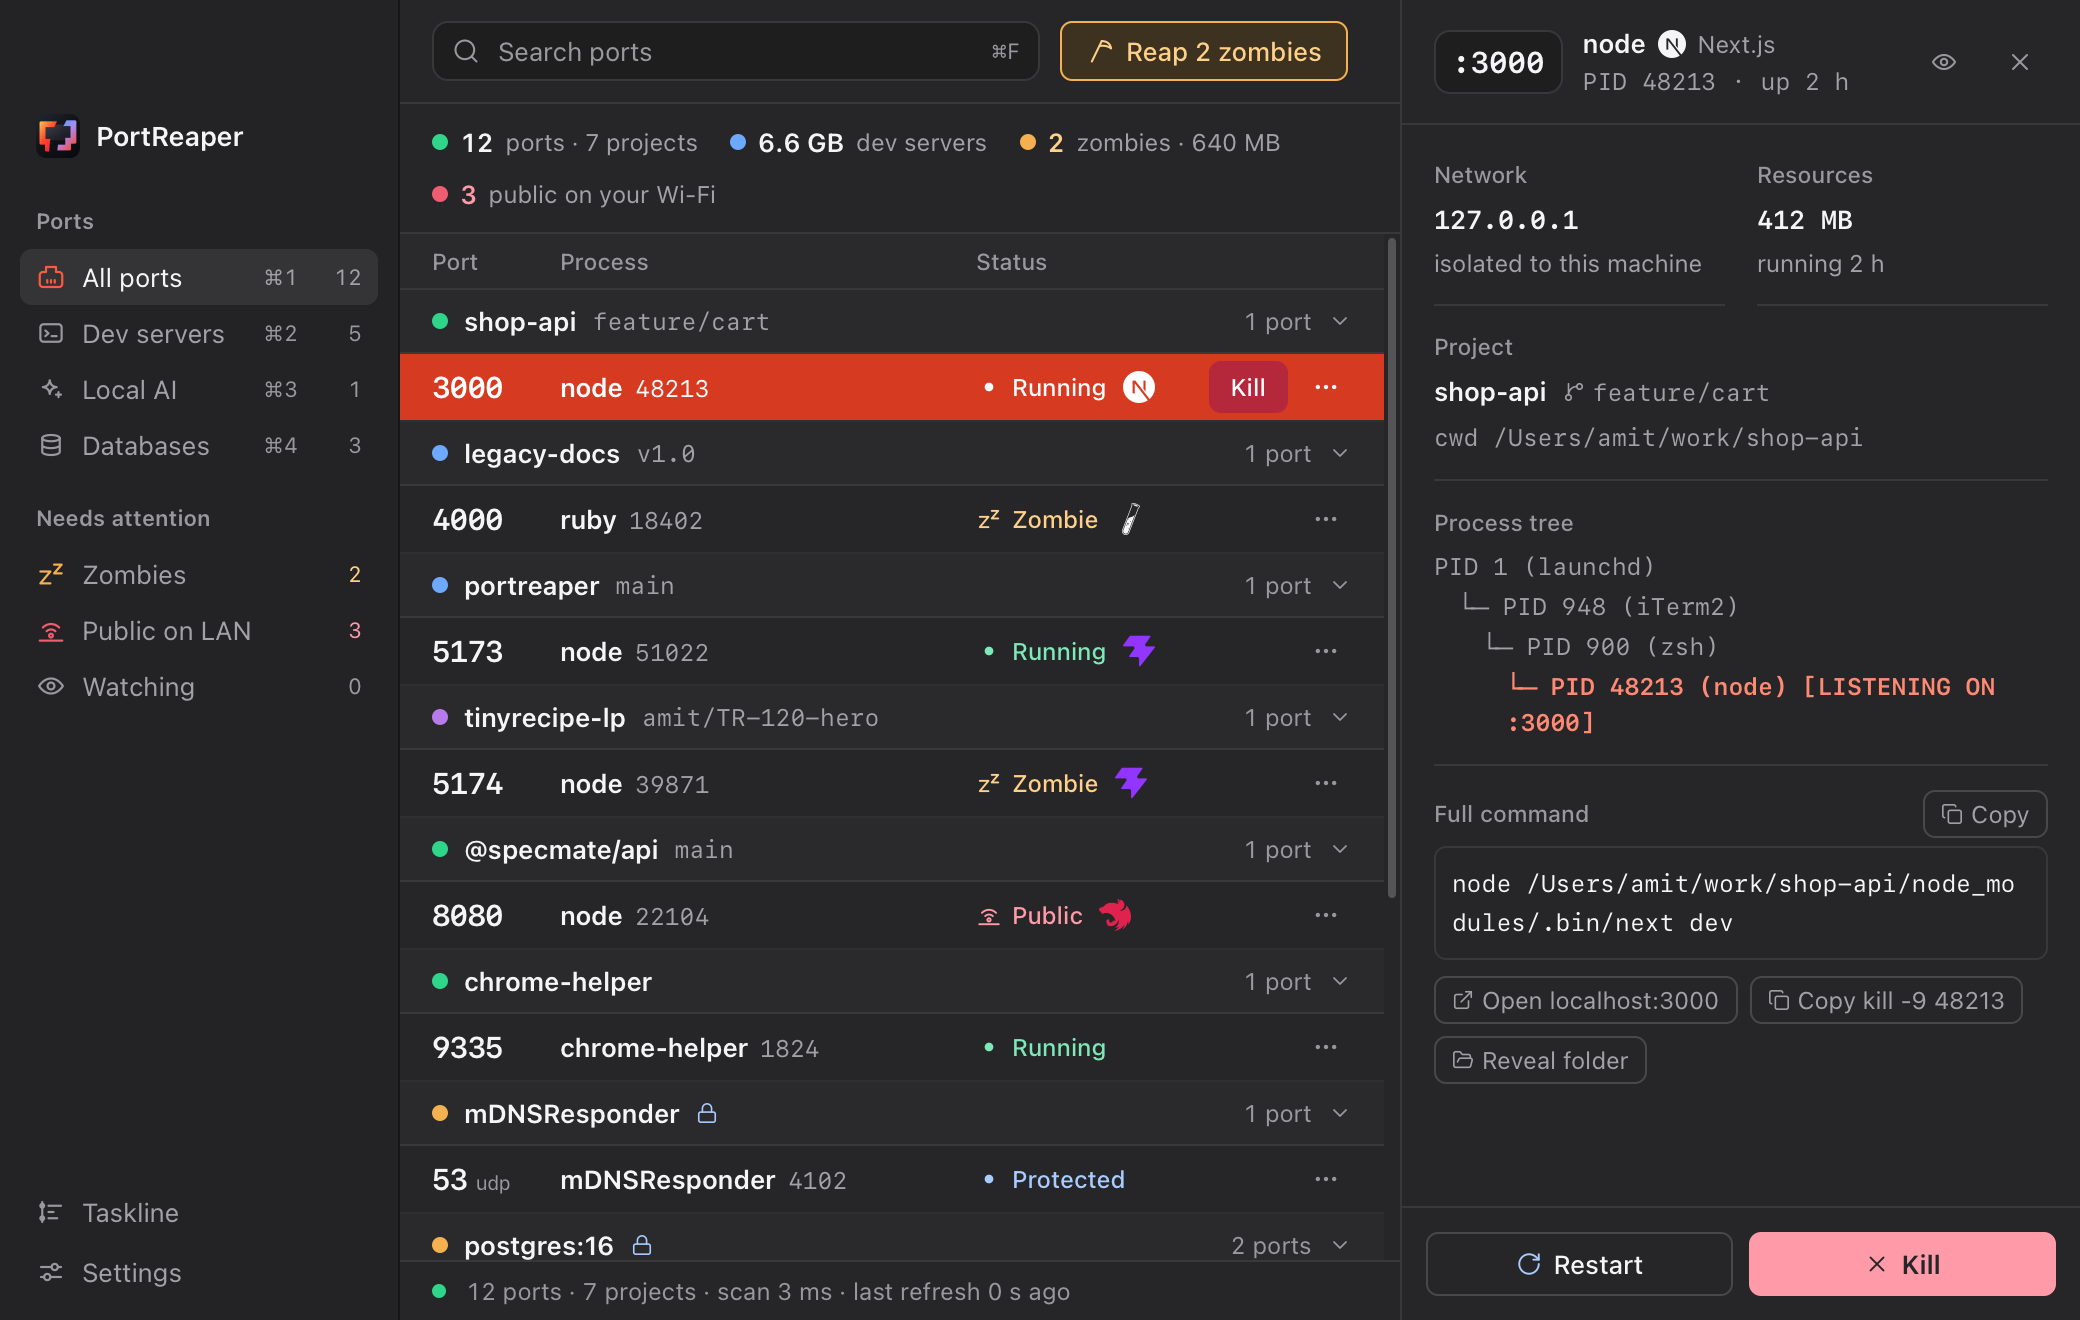 PortReaper
Ports
All ports ⌘1 12
Dev servers ⌘2 5
Local AI ⌘3 1
Databases ⌘4 3
Needs attention
Zombies 2
Public on LAN 3
Watching 0
Taskline
Settings
Search ports ⌘F
Reap 2 zombies
12 ports · 7 projects 6.6 GB dev servers 2 zombies · 640 MB
3 public on your Wi-Fi
Port Process Status
shop-api feature/cart 1 port
3000 node 48213 Running Kill
legacy-docs v1.0 1 port
4000 ruby 18402 Zombie
portreaper main 1 port
5173 node 51022 Running
tinyrecipe-lp amit/TR-120-hero 1 port
5174 node 39871 Zombie
@specmate/api main 1 port
8080 node 22104 Public
chrome-helper 1 port
9335 chrome-helper 1824 Running
mDNSResponder 1 port
53 udp mDNSResponder 4102 Protected
postgres:16 2 ports
12 ports · 7 projects · scan 3 ms · last refresh 0 s ago
:3000 node Next.js
PID 48213 · up 2 h
Network
127.0.0.1
isolated to this machine
Resources
412 MB
running 2 h
Project
shop-api feature/cart
cwd /Users/amit/work/shop-api
Process tree
PID 1 (launchd)
└─ PID 948 (iTerm2)
└─ PID 900 (zsh)
└─ PID 48213 (node) [LISTENING ON
:3000]
Full command Copy
node /Users/amit/work/shop-api/node_mo
dules/.bin/next dev
Open localhost:3000 Copy kill -9 48213
Reveal folder
Restart Kill